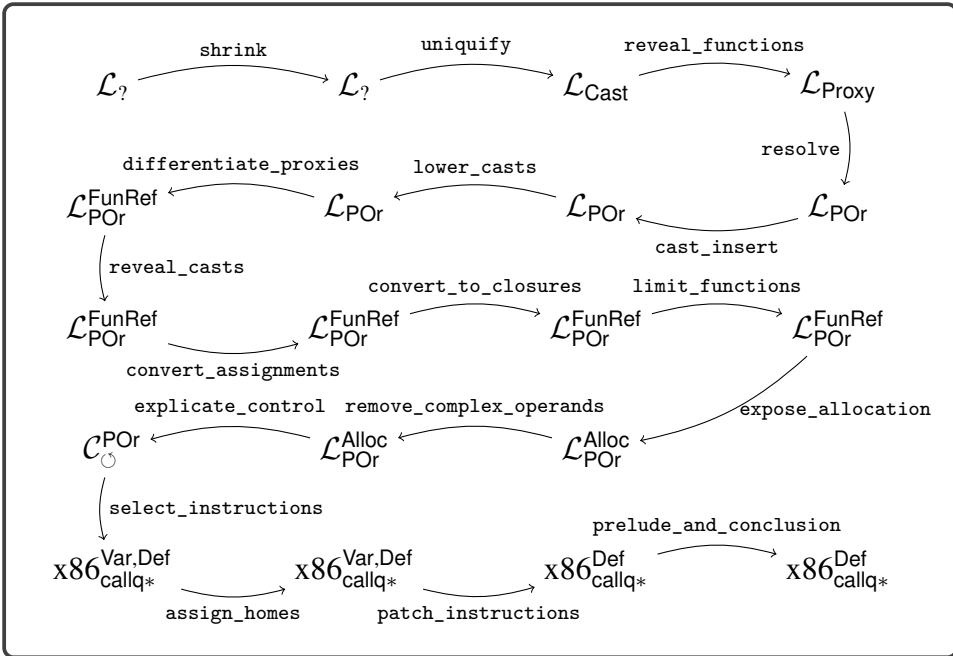 shrink uniquify reveal_functions
ℒ? ℒ? ℒCast ℒProxy
resolve
differentiate_proxies lower_casts
ℒFunRef POr ℒPOr ℒPOr ℒPOr
cast_insert
reveal_casts
convert_to_closures limit_functions
ℒFunRef POr ℒFunRef POr ℒFunRef POr ℒFunRef POr
convert_assignments
explicate_control remove_complex_operands expose_allocation
𝒞POr ↺ ℒAlloc POr ℒAlloc POr
select_instructions
prelude_and_conclusion
x86Var,Def callq* x86Var,Def callq* x86Def callq* x86Def callq*
assign_homes patch_instructions